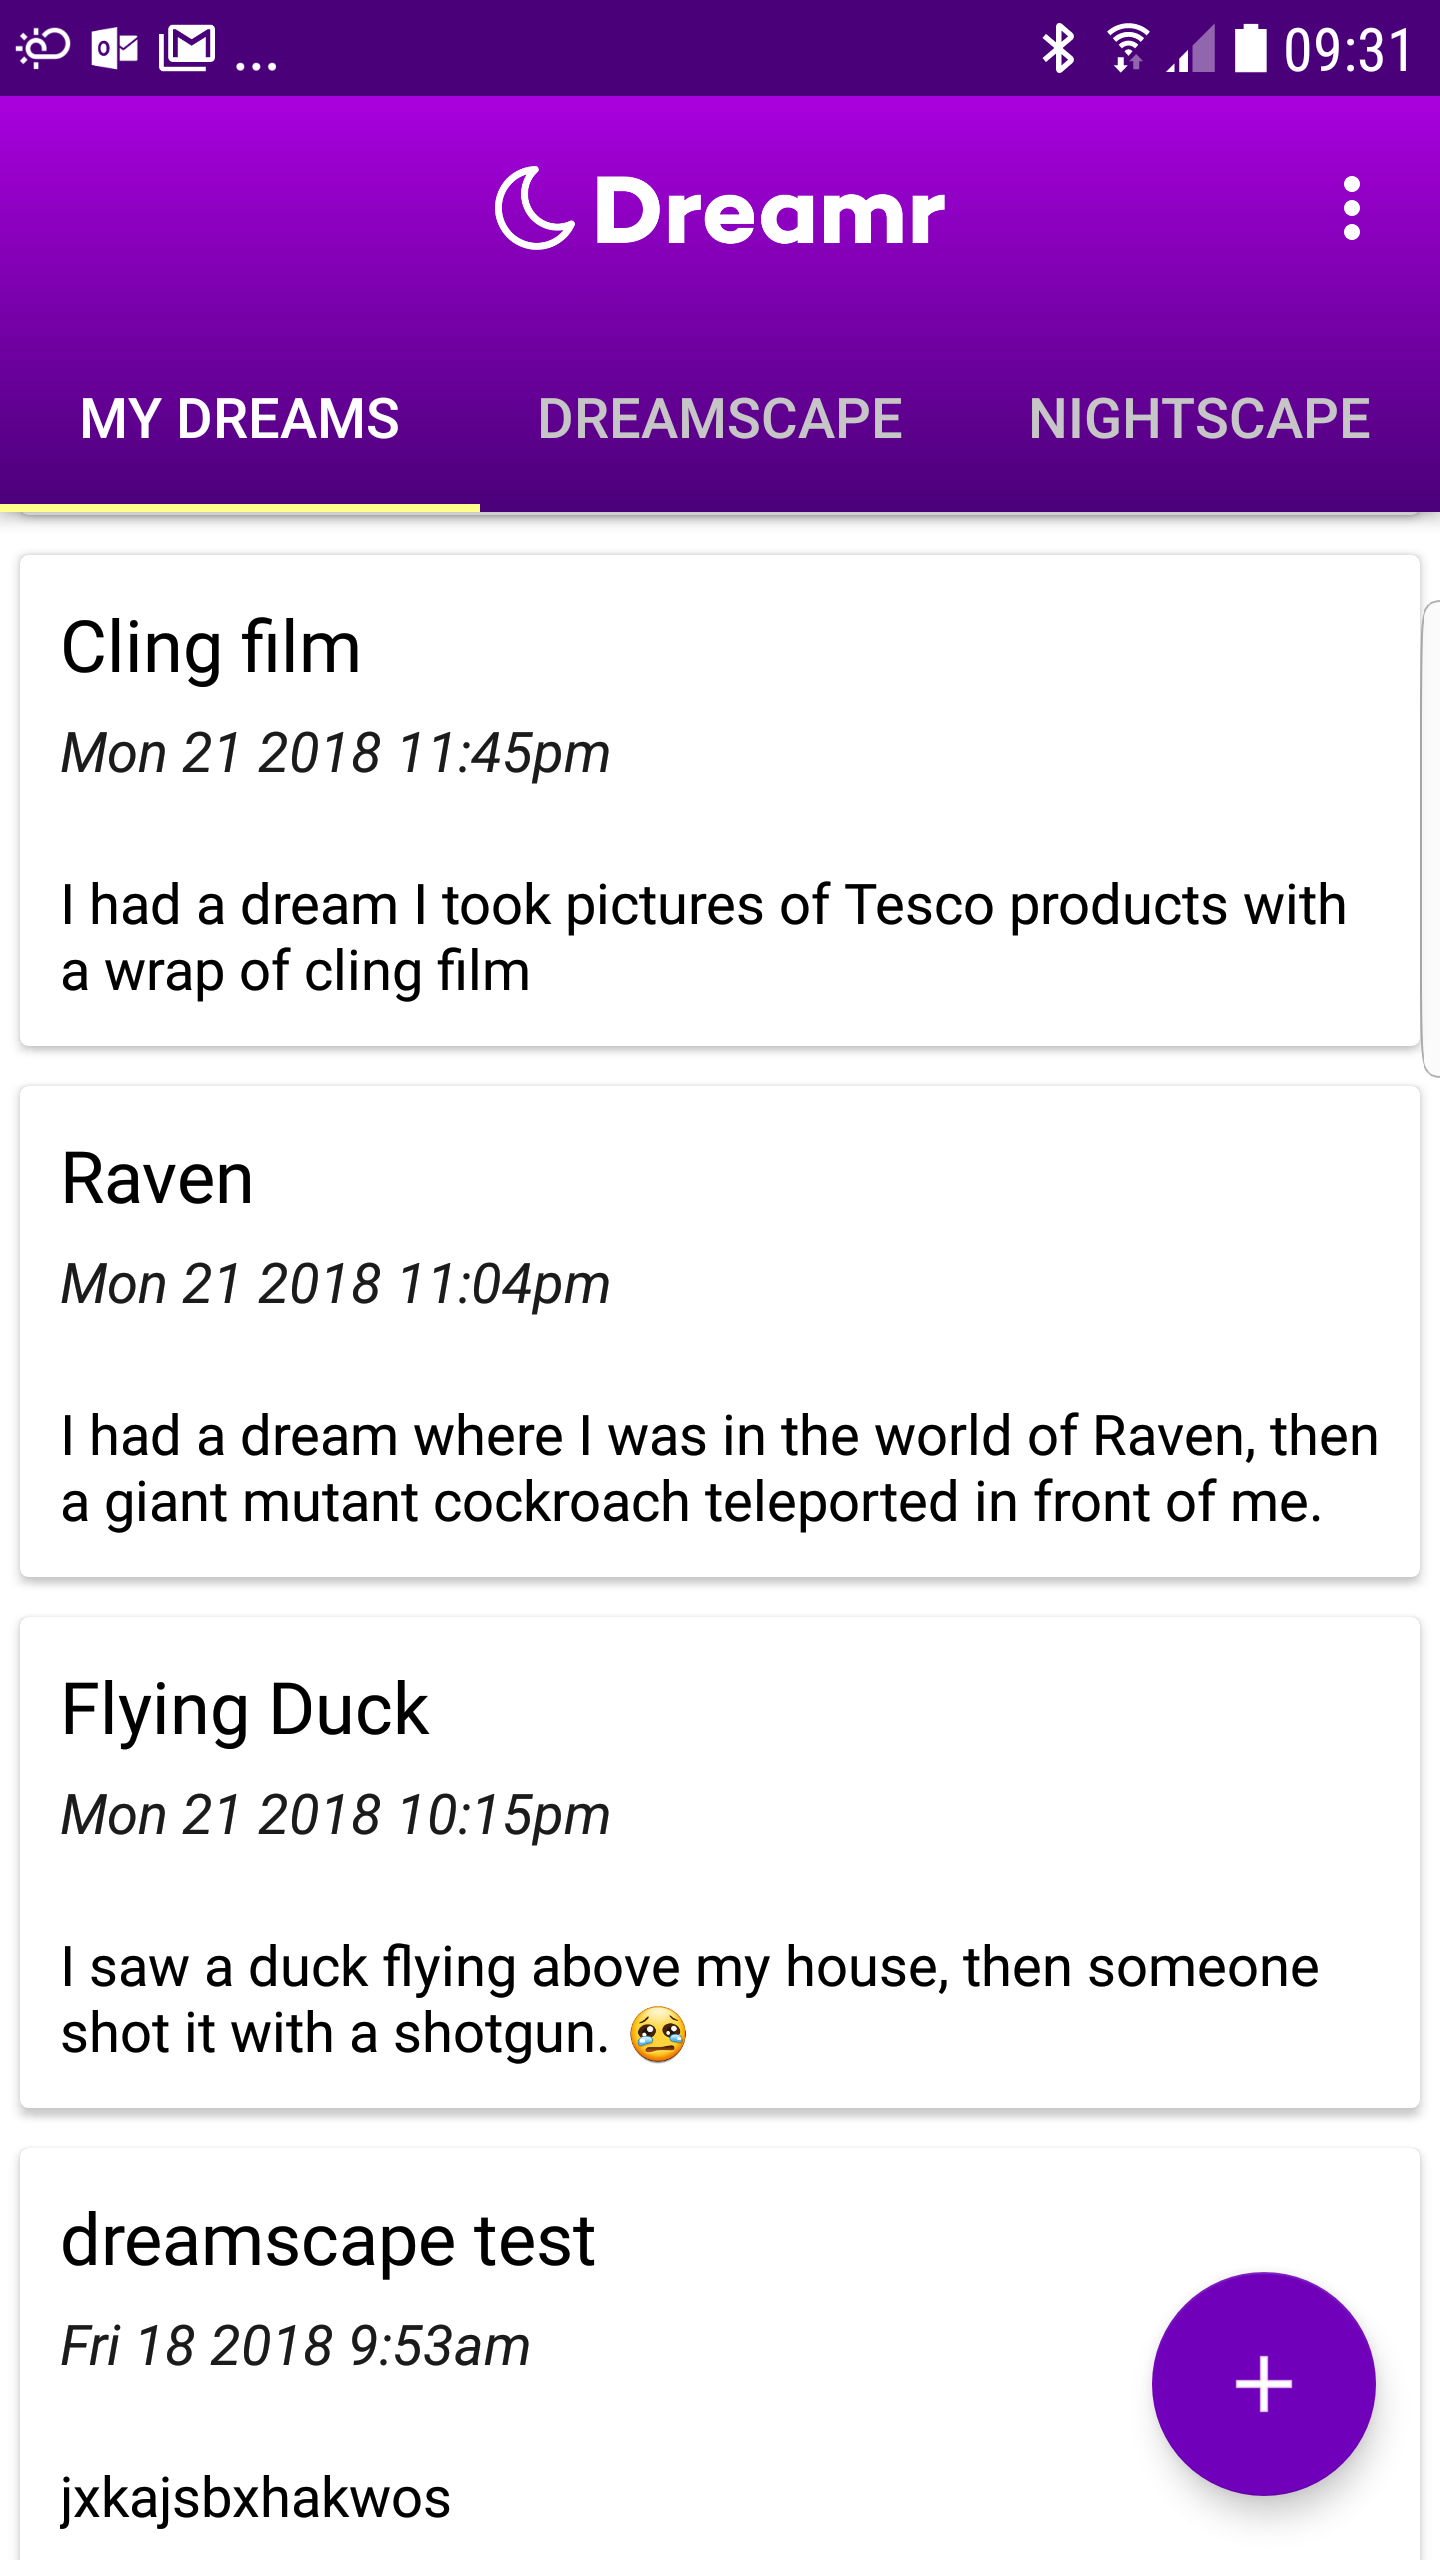 ... 09:31
Dreamr
MY DREAMS DREAMSCAPE NIGHTSCAPE
Cling film
Mon 21 2018 11:45pm
I had a dream I took pictures of Tesco products with
a wrap of cling film
Raven
Mon 21 2018 11:04pm
I had a dream where I was in the world of Raven, then
a giant mutant cockroach teleported in front of me.
Flying Duck
Mon 21 2018 10:15pm
I saw a duck flying above my house, then someone
shot it with a shotgun. 😢
dreamscape test
Fri 18 2018 9:53am
jxkajsbxhakwos